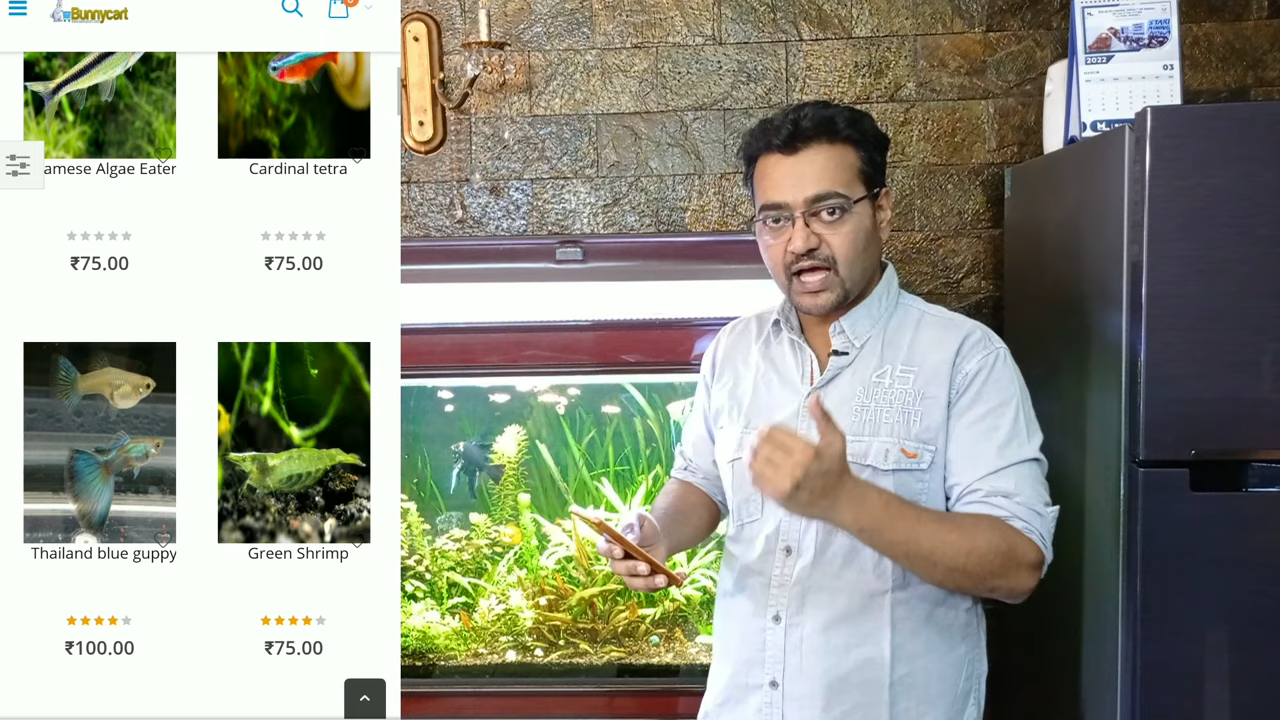 Bunnycart
amese Algae Eater
Cardinal tetra
₹75.00
₹75.00
Thailand blue guppy
Green Shrimp
₹100.00
₹75.00
45
SUPERDRY
STATE.ATH
2022
03
ML